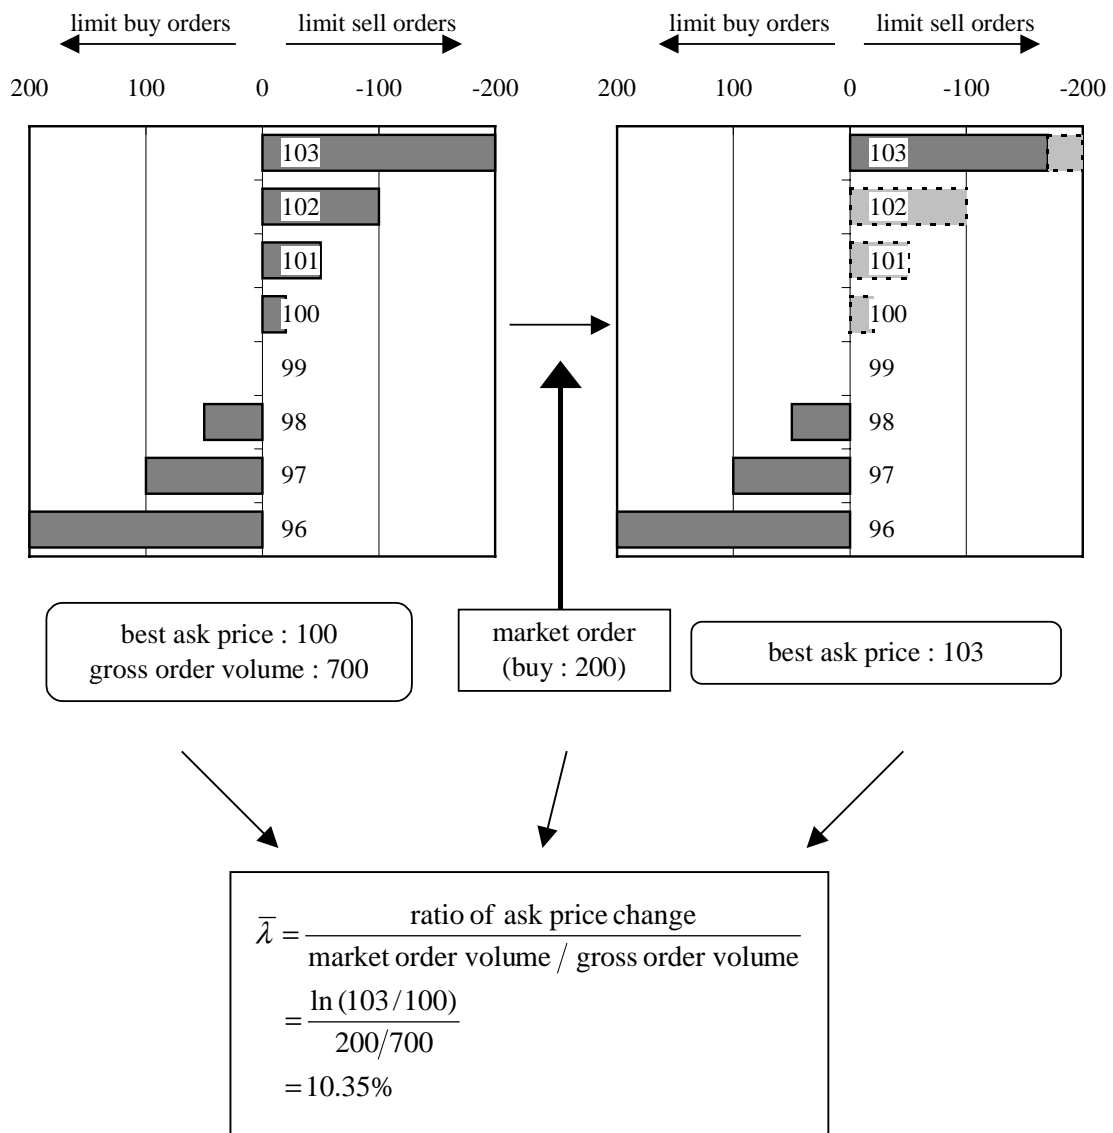 limit buy orders limit sell orders
200 100 0 -100 -200
103
102
101
100
99
98
97
96
limit buy orders limit sell orders
200 100 0 -100 -200
103
102
101
100
99
98
97
96
best ask price : 100
gross order volume : 700
market order
(buy : 200)
best ask price : 103
λ̅ = ratio of ask price change / market order volume / gross order volume
= ln (103/100) / 200/700
= 10.35%